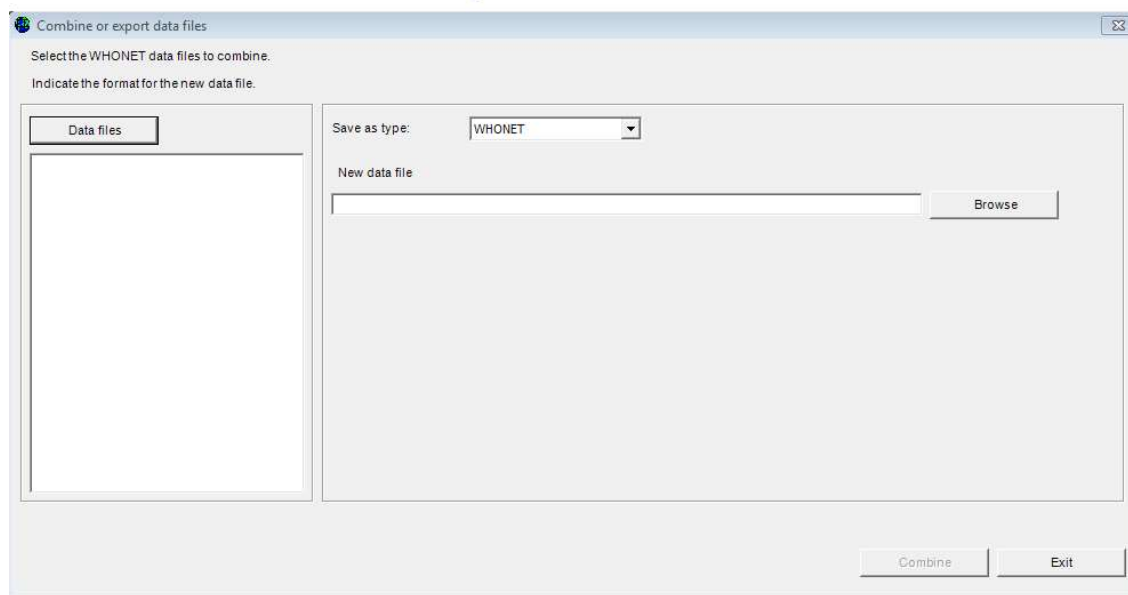 Combine or export data files
Select the WHONET data files to combine.
Indicate the format for the new data file.
Data files
Save as type:
WHONET
New data file
Browse
Combine
Exit